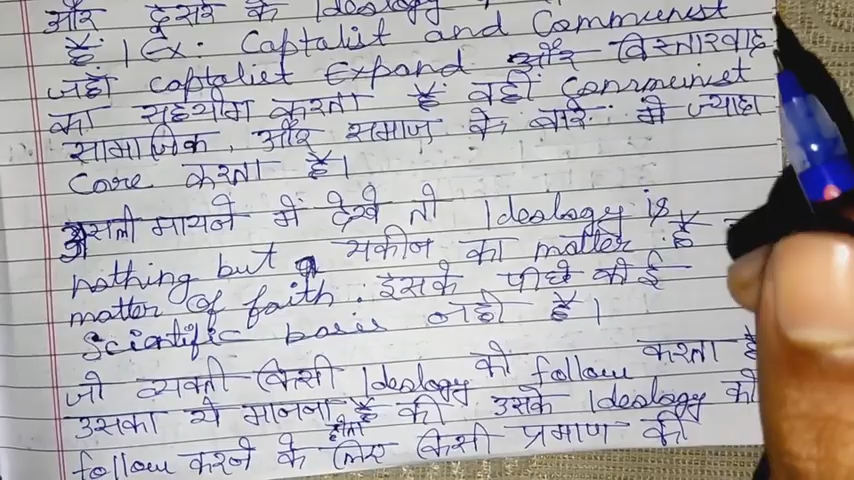 और दूसरे के Ideology
है । Ex. Captalist and Communist
जहाँ captalist Expand और विस्तारवाद
का सहयोग करता है वहीं Communist
सामाजिक, और समाज के बारे में ज्यादा
Care करता है।
असली मायने में देखे तो Ideology is
nothing but यकीन का matter है
matter of faith. इसके पीछे कोई
Scientific basis नहीं है।
जो व्यक्ती किसी Ideology को follow करता है
उसका ये मानना है की उसके Ideology को
होता
follow करने के लिए किसी प्रमाण की